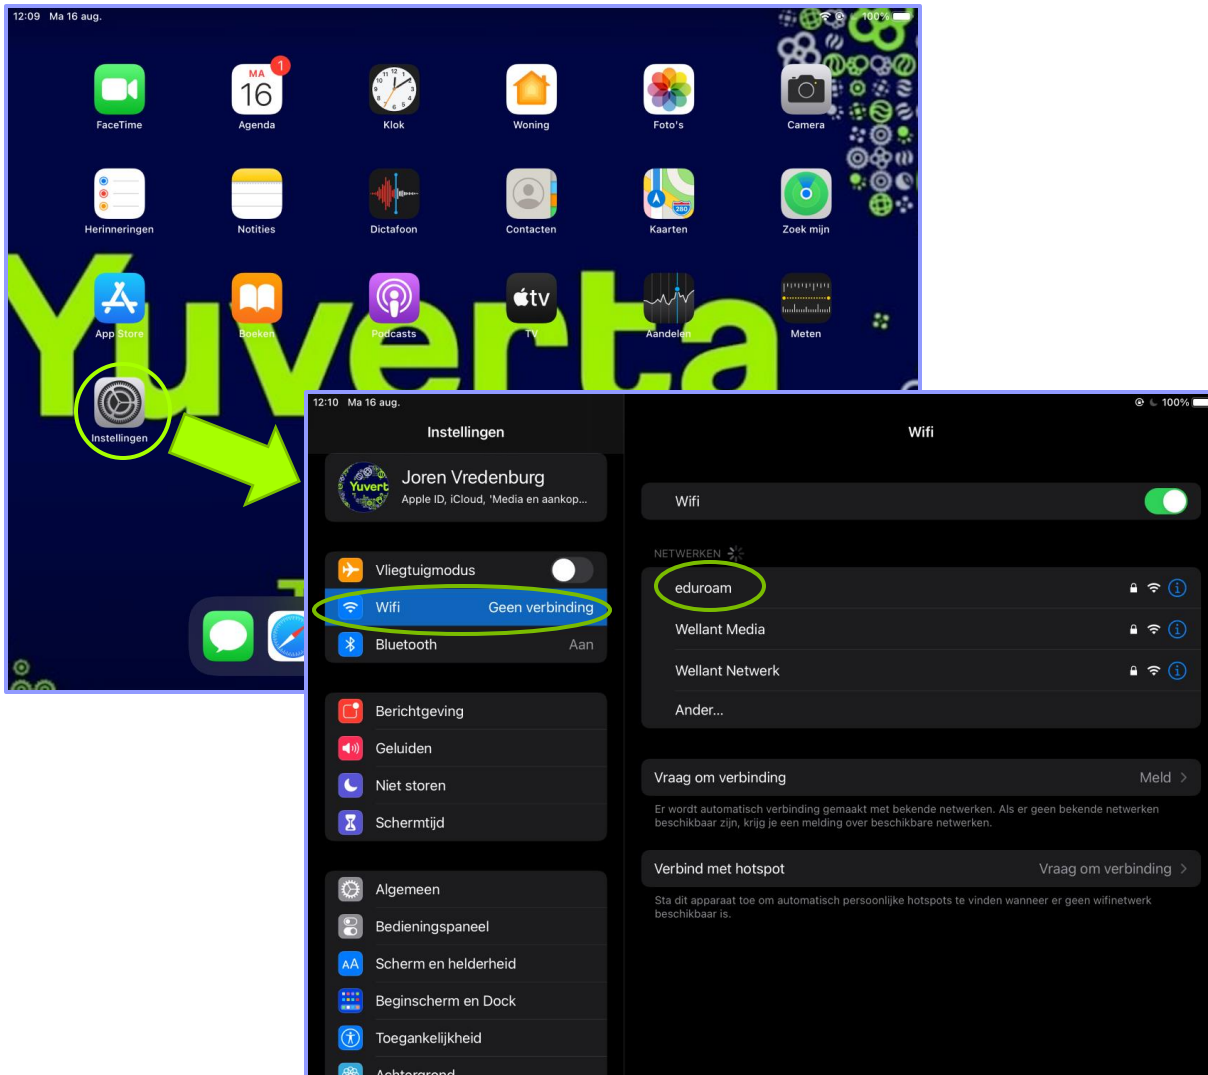 12:09 Ma 16 aug.
100%
MA 1
16
FaceTime
Agenda
Klok
Woning
Foto's
Camera
280
Herinneringen
Notities
Dictafoon
Contacten
Kaarten
Zoek mijn
tv
App Store
Boeken
Podcasts
TV
Aandelen
Meten
Yuverta
Instellingen
12:10 Ma 16 aug.
100%
Instellingen
Wifi
Yuvert
Joren Vredenburg
Apple ID, iCloud, 'Media en aankop...
Wifi
Vliegtuigmodus
NETWERKEN
Wifi Geen verbinding
eduroam
Bluetooth Aan
Wellant Media
Wellant Netwerk
Ander...
Berichtgeving
Geluiden
Niet storen
Schermtijd
Vraag om verbinding Meld
Er wordt automatisch verbinding gemaakt met bekende netwerken. Als er geen bekende netwerken
beschikbaar zijn, krijg je een melding over beschikbare netwerken.
Verbind met hotspot Vraag om verbinding
Sta dit apparaat toe om automatisch persoonlijke hotspots te vinden wanneer er geen wifinetwerk
beschikbaar is.
Algemeen
Bedieningspaneel
AA Scherm en helderheid
Beginscherm en Dock
Toegankelijkheid
Achtergrond